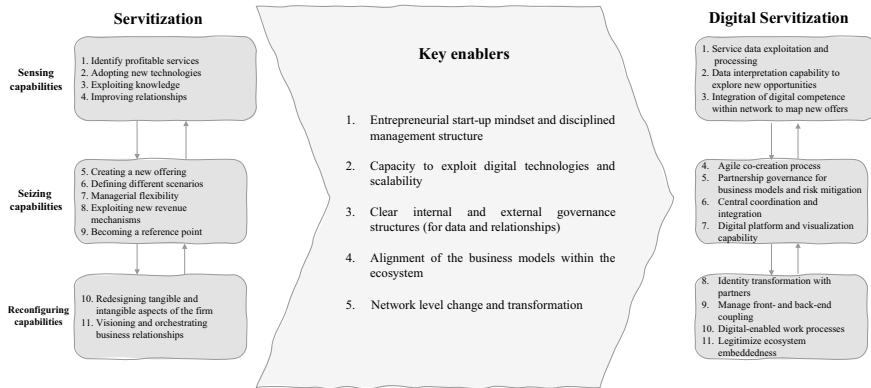 Servitization
Sensing
capabilities
1. Identify profitable services
2. Adopting new technologies
3. Exploiting knowledge
4. Improving relationships
Seizing
capabilities
5. Creating a new offering
6. Defining different scenarios
7. Managerial flexibility
8. Exploiting new revenue
mechanisms
9. Becoming a reference point
Reconfiguring
capabilities
10. Redesigning tangible and
intangible aspects of the firm
11. Visioning and orchestrating
business relationships
Key enablers
1. Entrepreneurial start-up mindset and disciplined
management structure
2. Capacity to exploit digital technologies and
scalability
3. Clear internal and external governance
structures (for data and relationships)
4. Alignment of the business models within the
ecosystem
5. Network level change and transformation
Digital Servitization
1. Service data exploitation and
processing
2. Data interpretation capability to
explore new opportunities
3. Integration of digital competence
within network to map new offers
4. Agile co-creation process
5. Partnership governance for
business models and risk mitigation
6. Central coordination and
integration
7. Digital platform and visualization
capability
8. Identity transformation with
partners
9. Manage front- and back-end
coupling
10. Digital-enabled work processes
11. Legitimize ecosystem
embeddedness